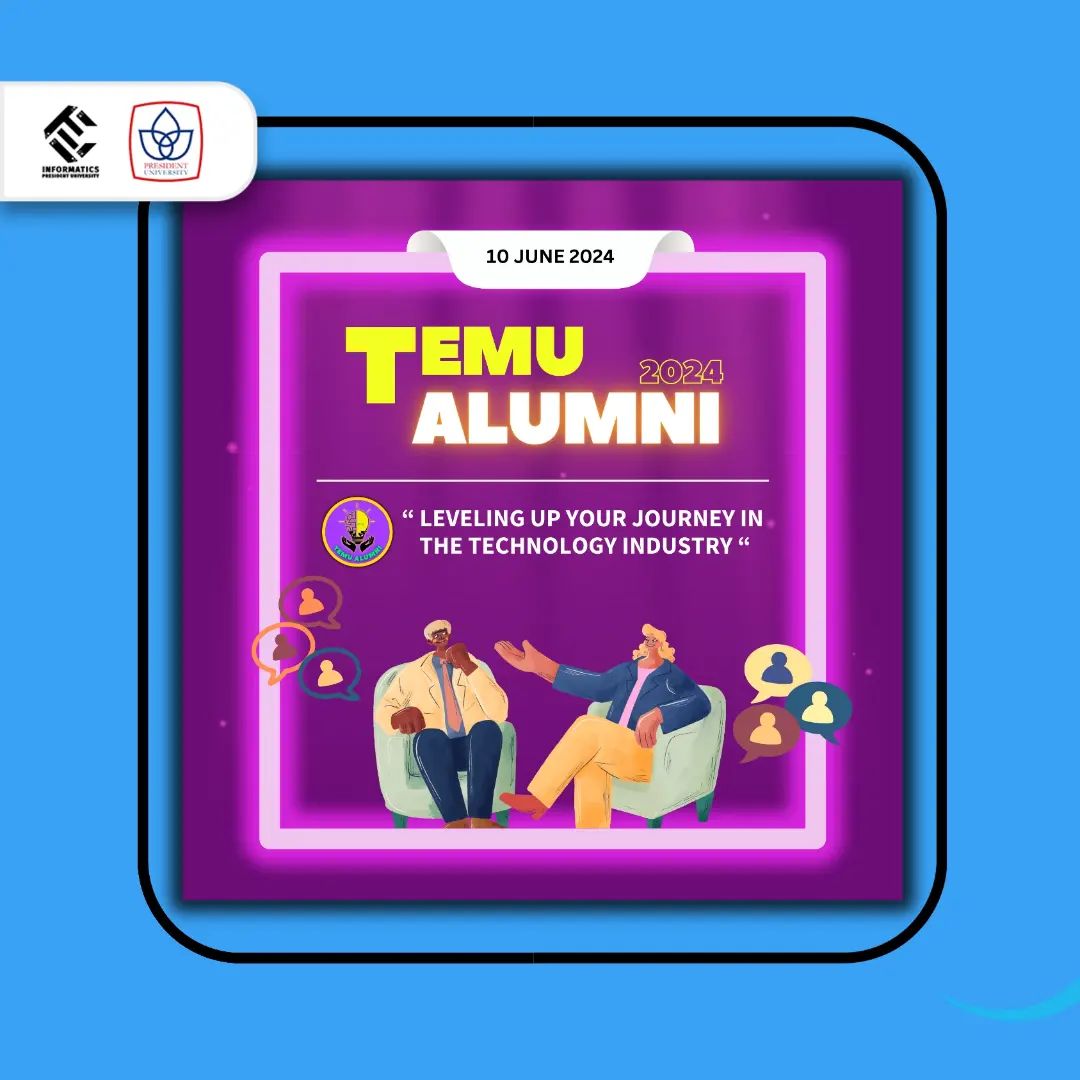 INFORMATICS
PRESIDENT UNIVERSITY
PRESIDENT
UNIVERSITY
10 JUNE 2024
TEMU
2024
ALUMNI
“ LEVELING UP YOUR JOURNEY IN
THE TECHNOLOGY INDUSTRY “
TEMU ALUMNI